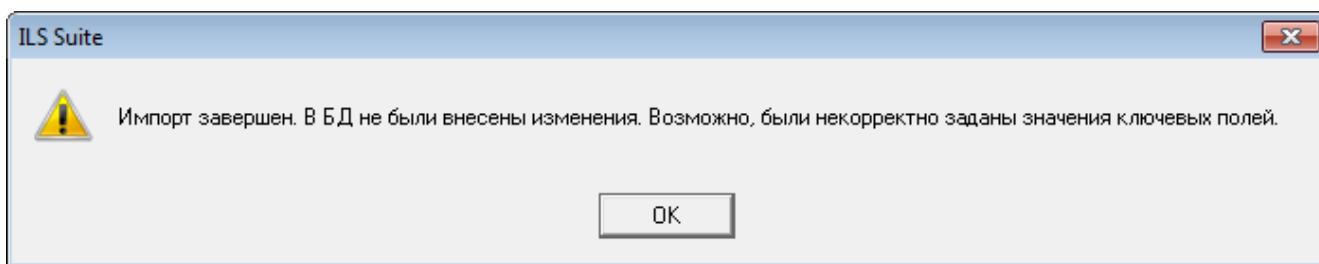 ILS Suite
Импорт завершен. В БД не были внесены изменения. Возможно, были некорректно заданы значения ключевых полей.
OK